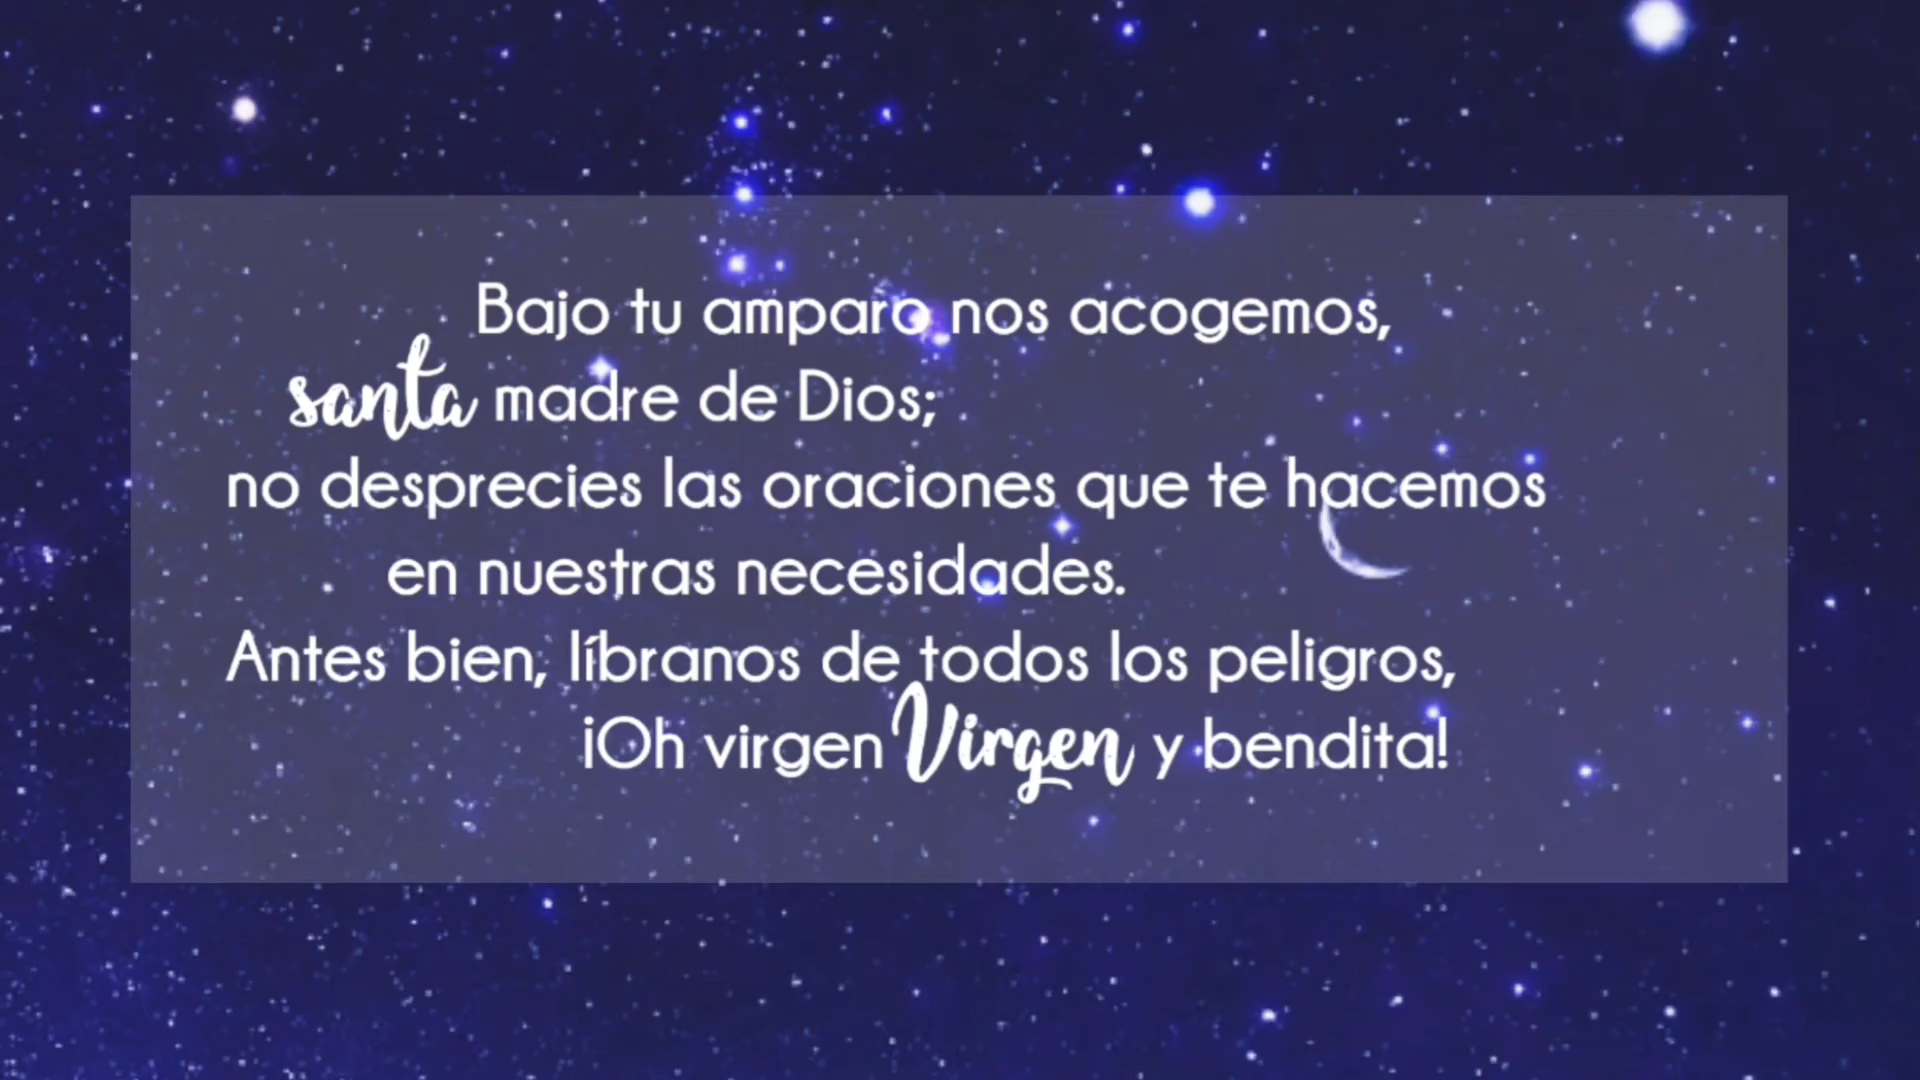 Bajo tu amparo nos acogemos,
santa madre de Dios;
no desprecies las oraciones que te hacemos
en nuestras necesidades.
Antes bien, líbranos de todos los peligros,
¡Oh virgen Virgen y bendita!